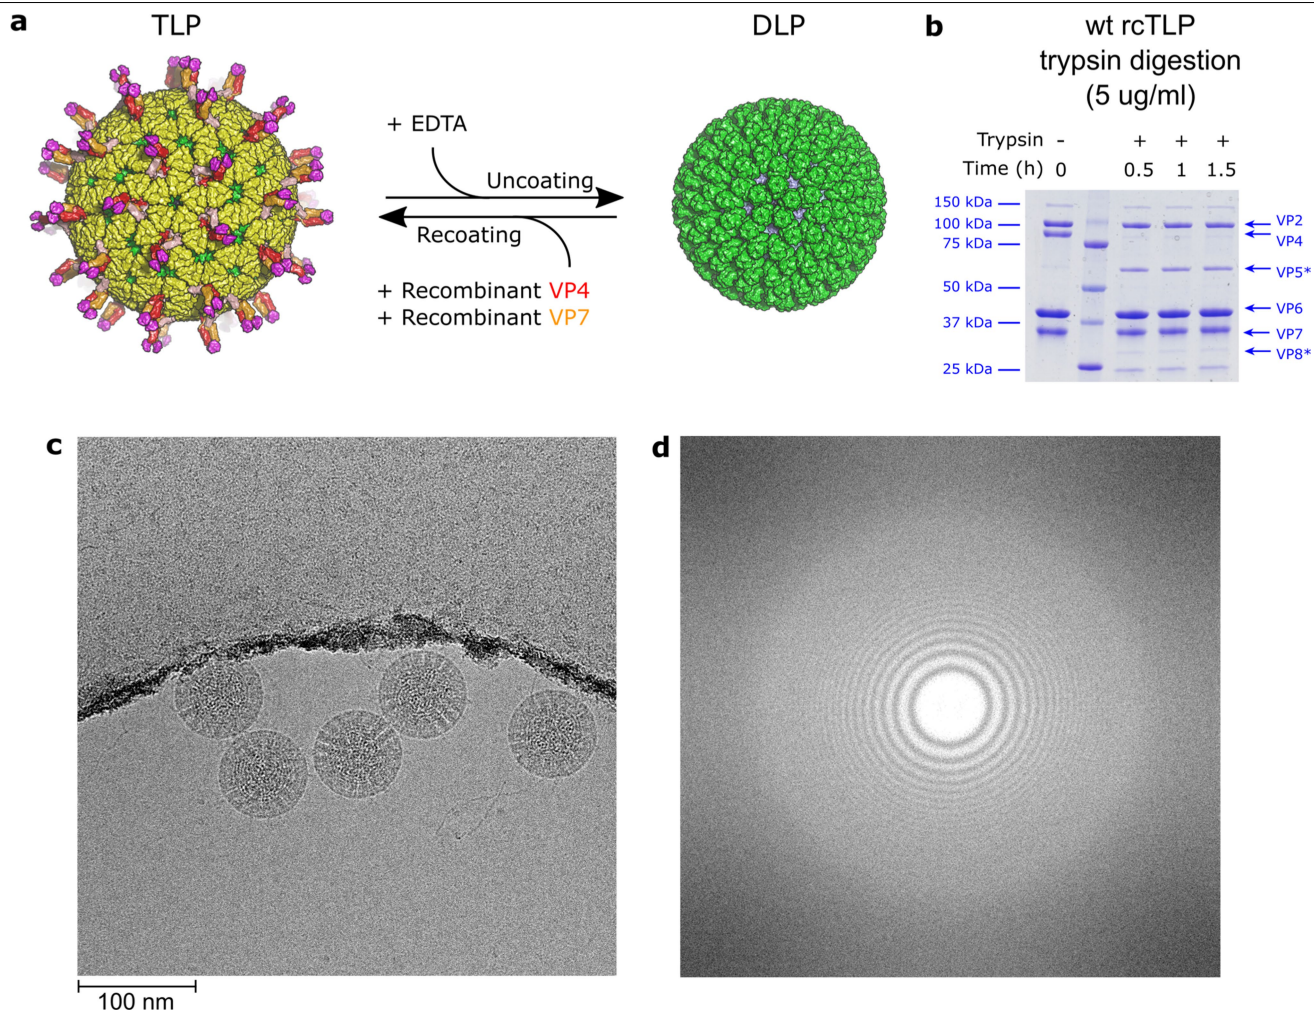 a
TLP
DLP
+ EDTA
Uncoating
Recoating
+ Recombinant VP4
+ Recombinant VP7
b
wt rcTLP
trypsin digestion
(5 ug/ml)
Trypsin - + + +
Time (h) 0 0.5 1 1.5
150 kDa
100 kDa
75 kDa
50 kDa
37 kDa
25 kDa
VP2
VP4
VP5*
VP6
VP7
VP8*
c
100 nm
d